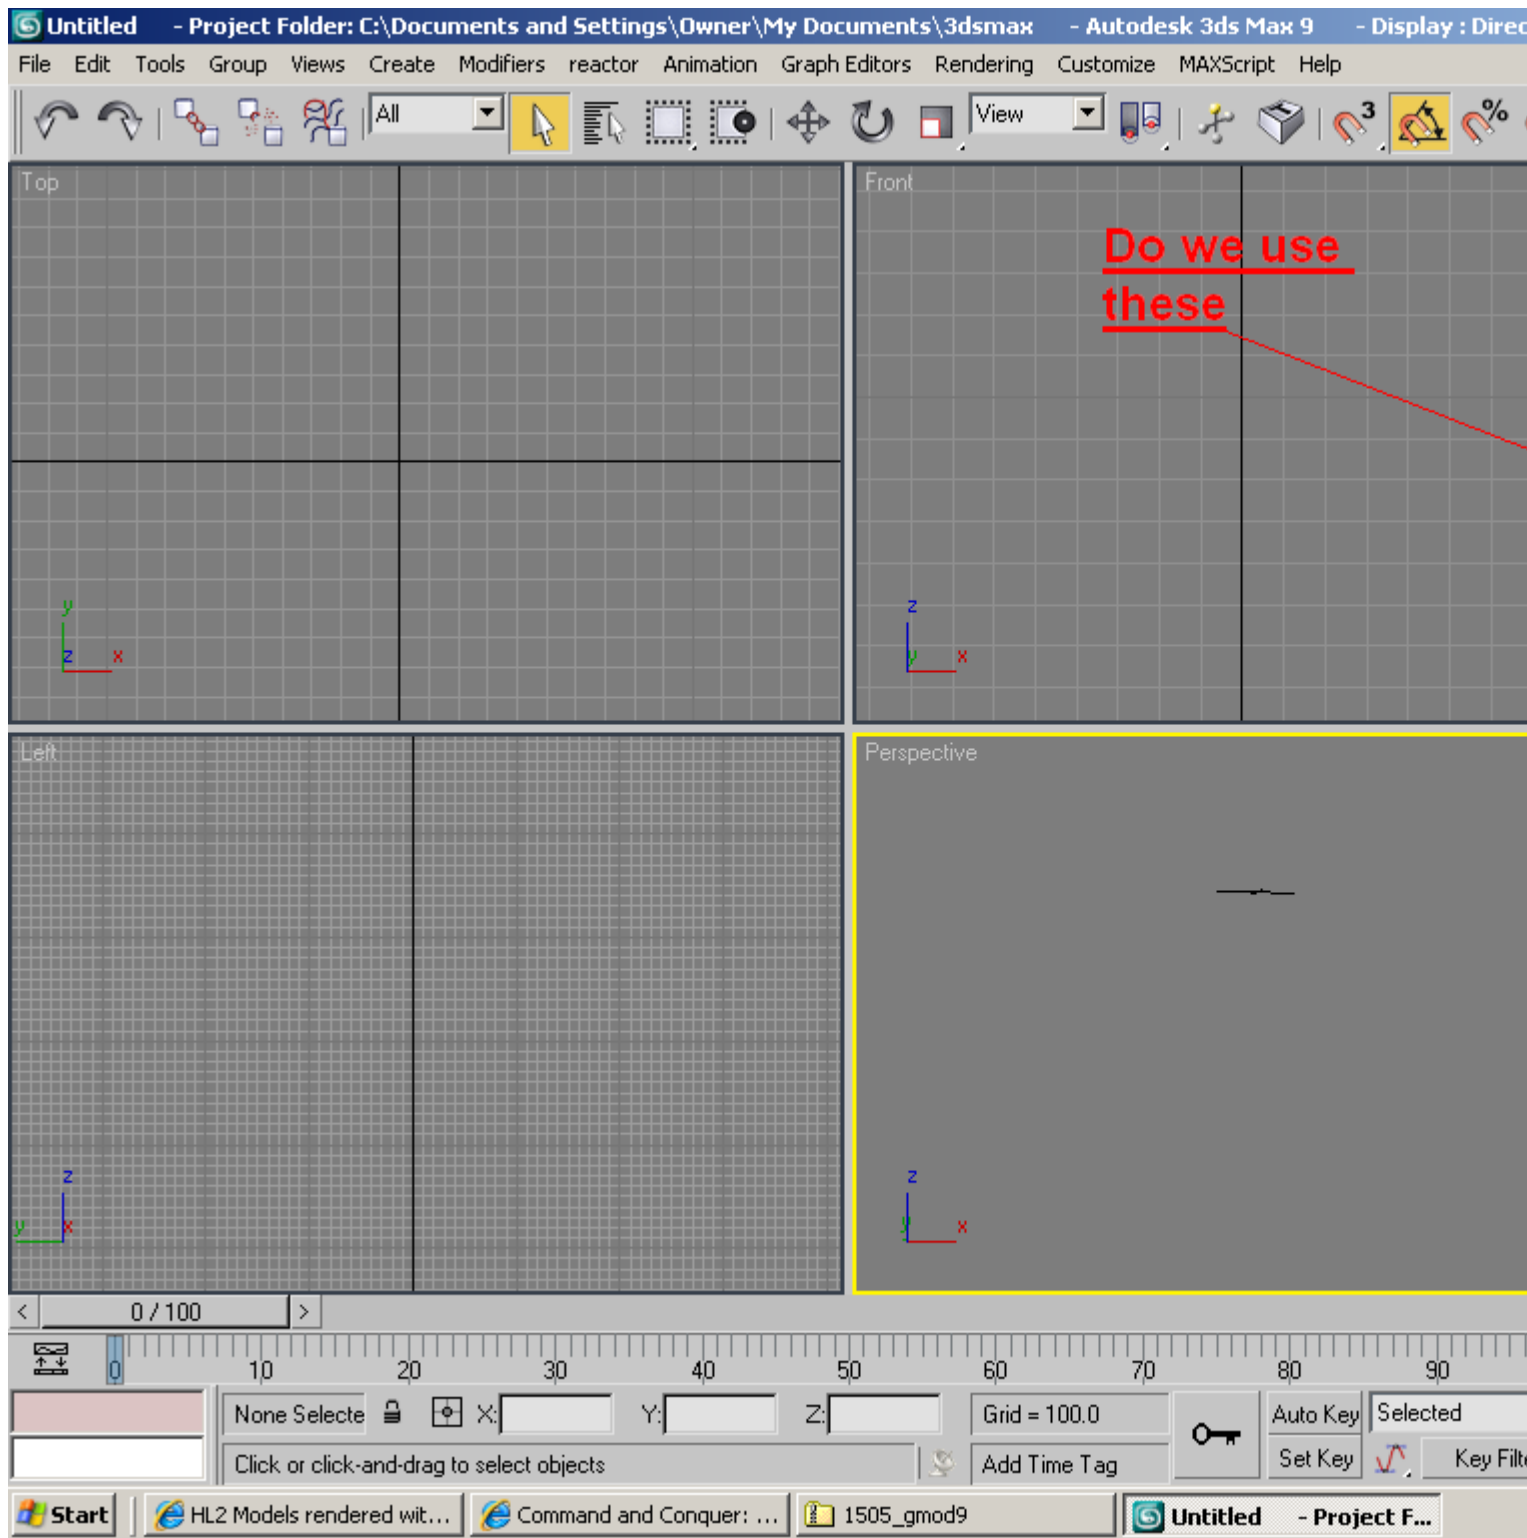 Untitled - Project Folder: C:\Documents and Settings\Owner\My Documents\3dsmax - Autodesk 3ds Max 9 - Display : Direc
File Edit Tools Group Views Create Modifiers reactor Animation Graph Editors Rendering Customize MAXScript Help
All View 3 %
Top Front
Do we use
these
y
z x
z
y x
Left Perspective
z
y x
z
y x
< 0 / 100 >
0 10 20 30 40 50 60 70 80 90
None Selecte X: Y: Z: Grid = 100.0 Auto Key Selected
Click or click-and-drag to select objects Add Time Tag Set Key Key Filte
Start HL2 Models rendered wit... Command and Conquer: ... 1505_gmod9 Untitled - Project F...